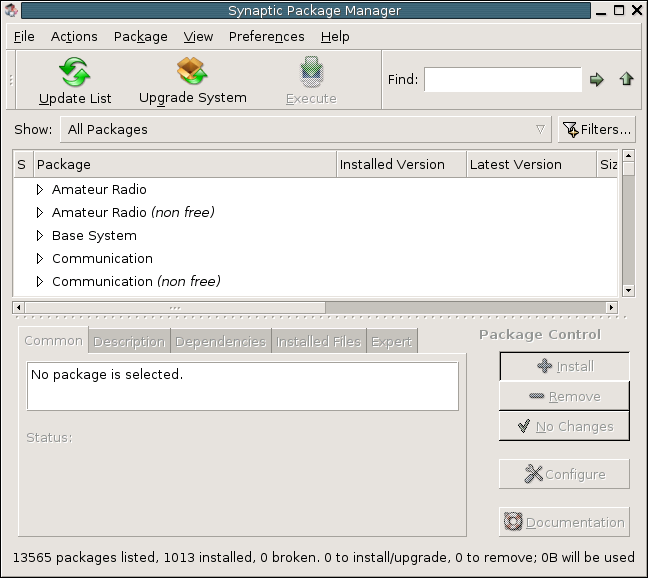 Synaptic Package Manager
File Actions Package View Preferences Help
Update List Upgrade System Execute Find:
Show: All Packages Filters...
S Package Installed Version Latest Version Siz
Amateur Radio
Amateur Radio (non free)
Base System
Communication
Communication (non free)
Common Description Dependencies Installed Files Expert Package Control
No package is selected.
Install
Remove
No Changes
Status:
Configure
Documentation
13565 packages listed, 1013 installed, 0 broken. 0 to install/upgrade, 0 to remove; 0B will be used